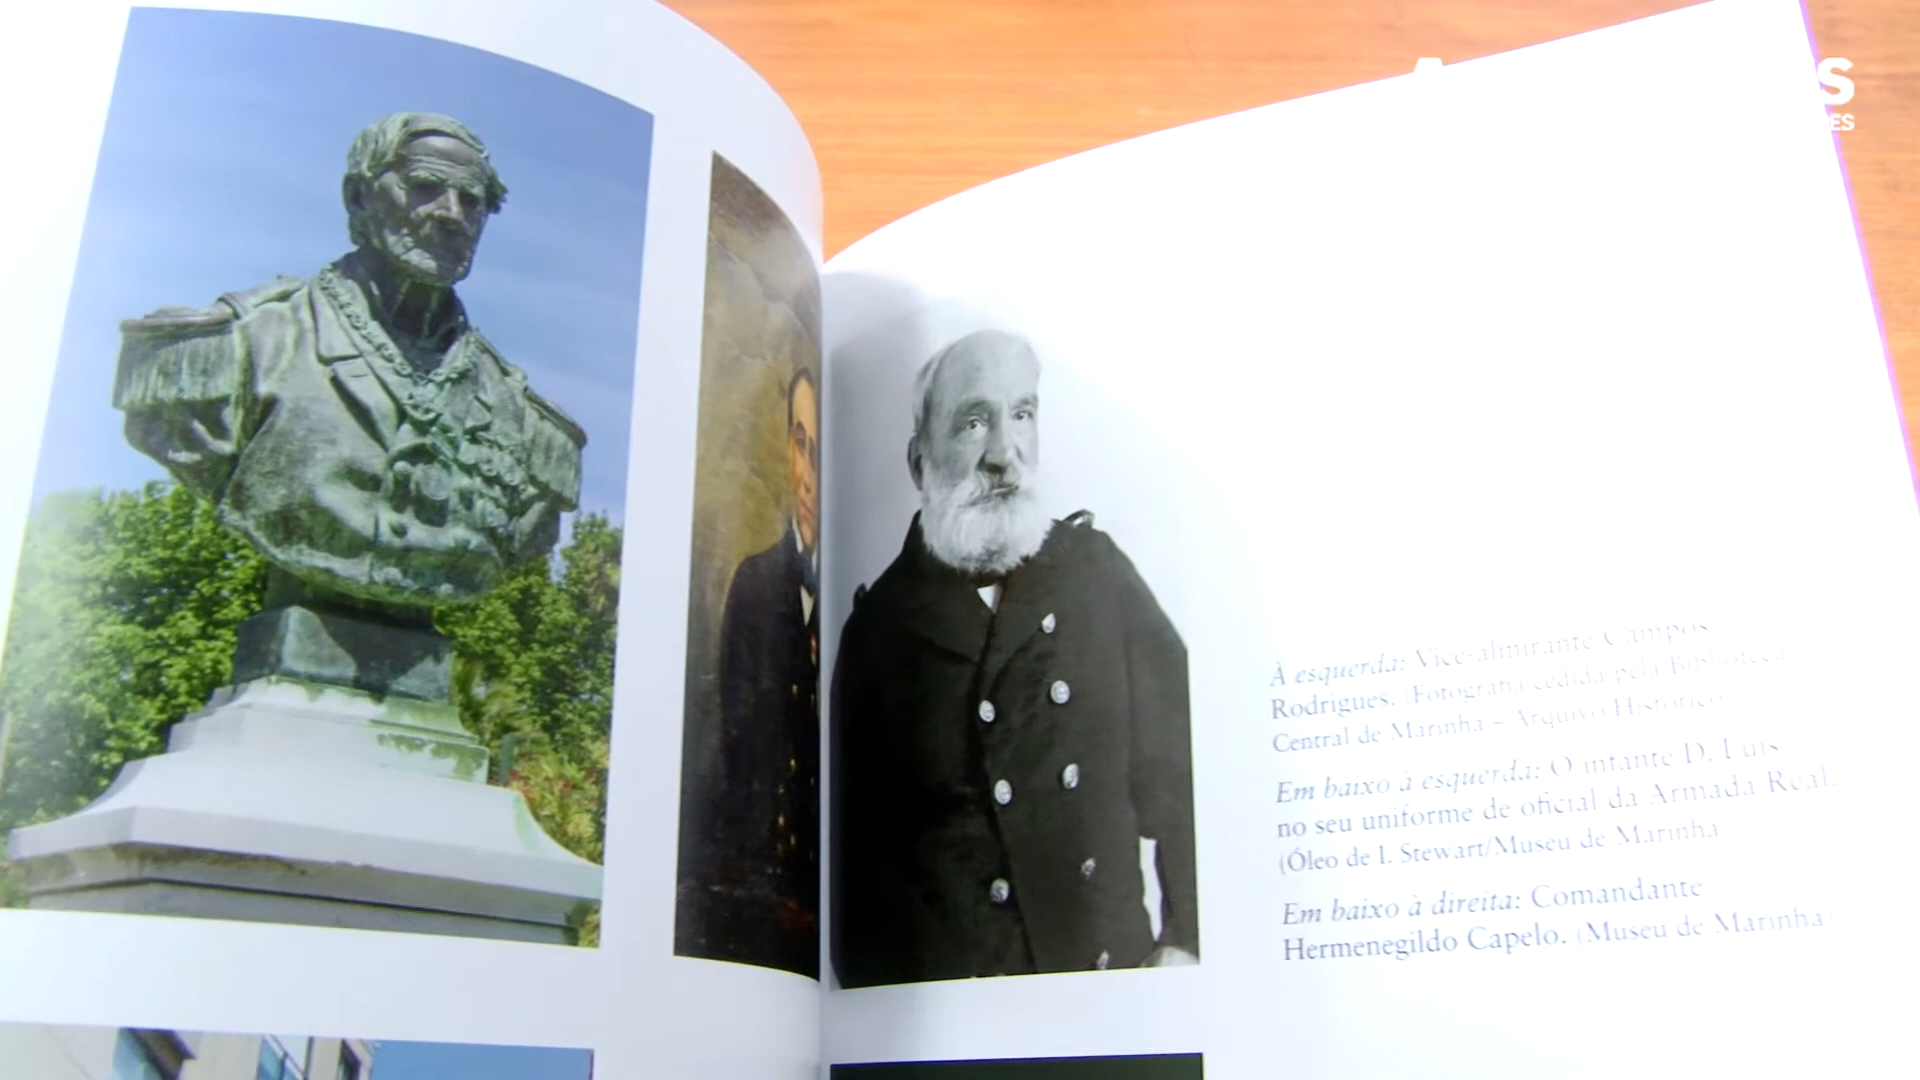 À esquerda: Vice-almirante Campos
Rodrigues. (Fotografia cedida pela Biblioteca
Central de Marinha – Arquivo Histórico
Em baixo à esquerda: O infante D. Luís
no seu uniforme de oficial da Armada Real.
(Óleo de I. Stewart/Museu de Marinha
Em baixo à direita: Comandante
Hermenegildo Capelo. (Museu de Marinha)